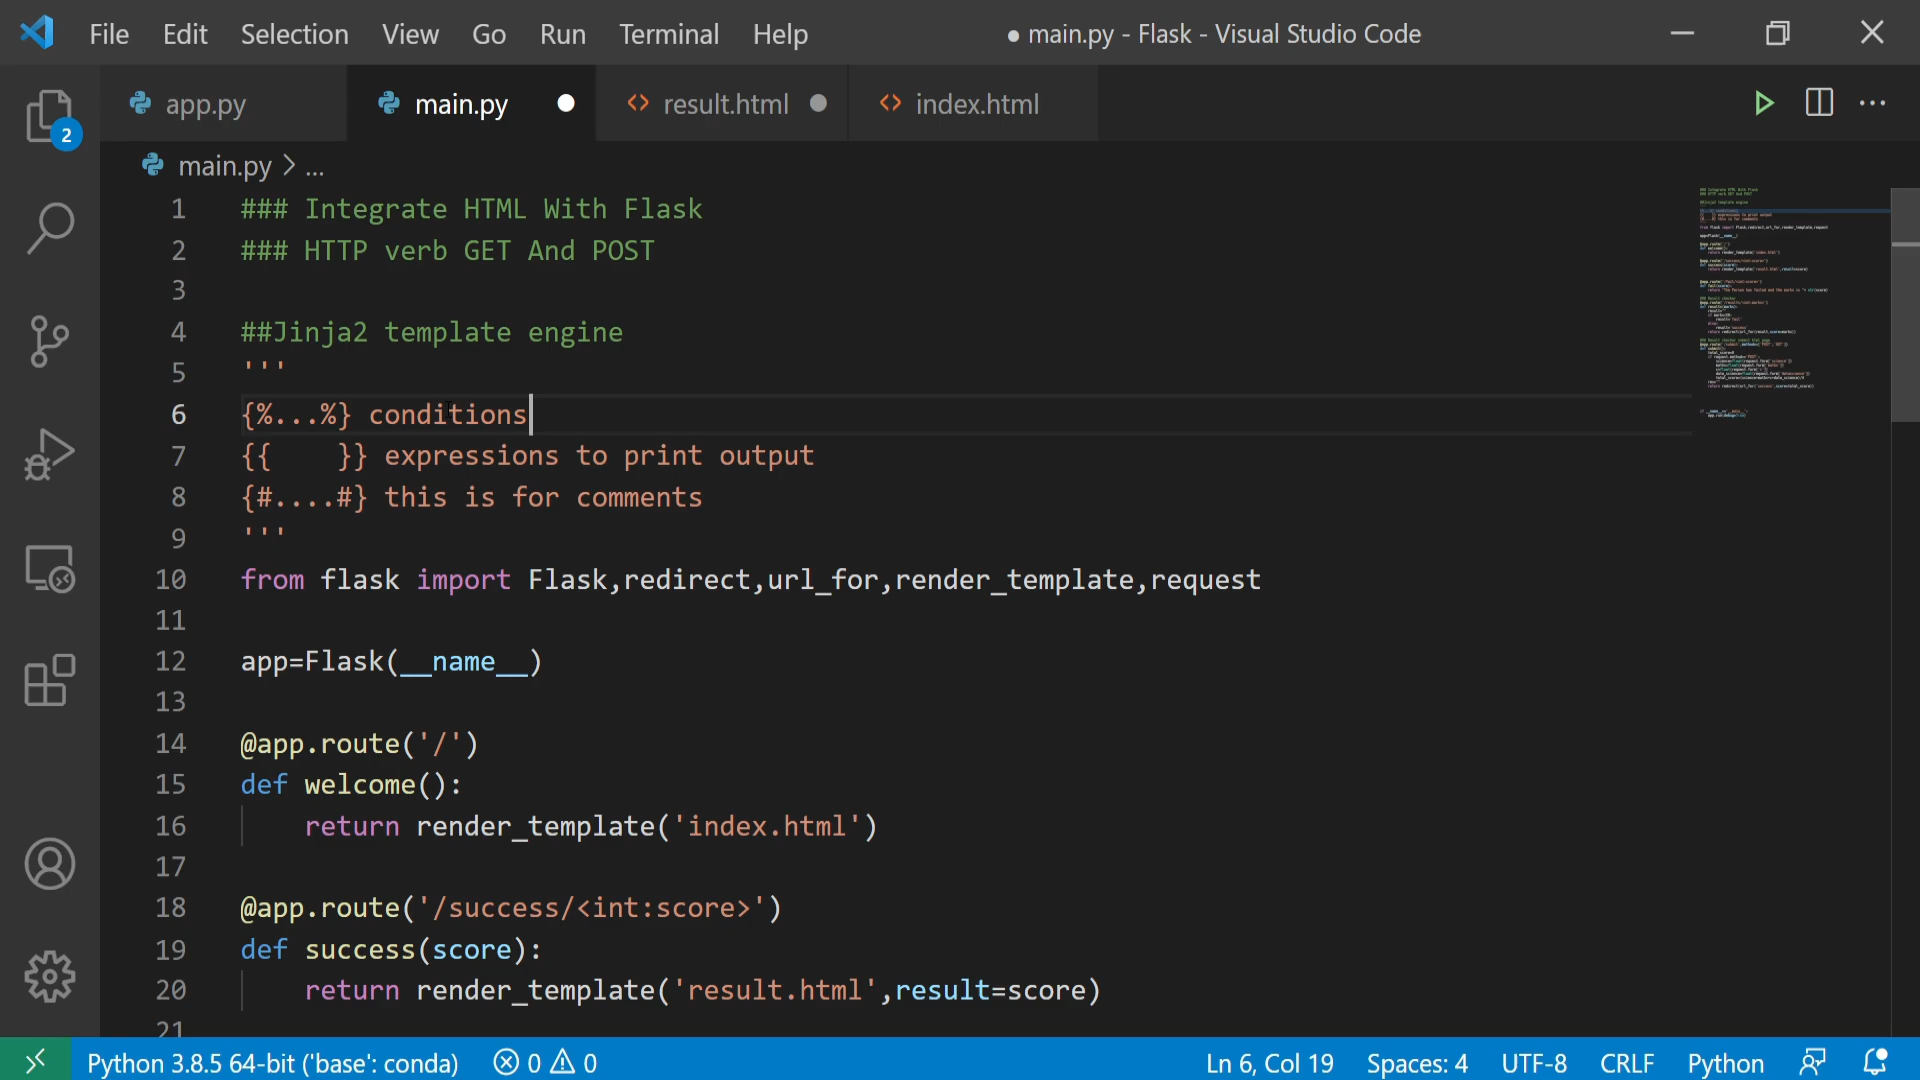 File Edit Selection View Go Run Terminal Help ● main.py - Flask - Visual Studio Code
app.py main.py result.html index.html
2
main.py > ...
1 ### Integrate HTML With Flask
2 ### HTTP verb GET And POST
3
4 ##Jinja2 template engine
5 '''
6 {%...%} conditions
7 {{    }} expressions to print output
8 {#....#} this is for comments
9 '''
10 from flask import Flask,redirect,url_for,render_template,request
11
12 app=Flask(__name__)
13
14 @app.route('/')
15 def welcome():
16     return render_template('index.html')
17
18 @app.route('/success/<int:score>')
19 def success(score):
20     return render_template('result.html',result=score)
21
Python 3.8.5 64-bit ('base': conda) 0 0 Ln 6, Col 19 Spaces: 4 UTF-8 CRLF Python